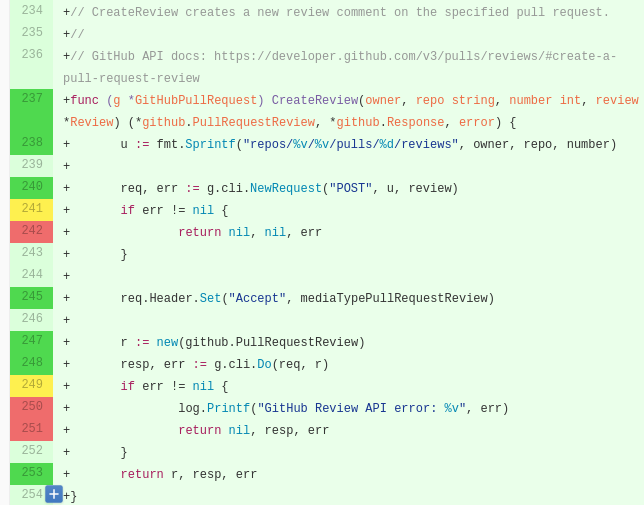 234 +// CreateReview creates a new review comment on the specified pull request.
235 +//
236 +// GitHub API docs: https://developer.github.com/v3/pulls/reviews/#create-a-
pull-request-review
237 +func (g *GitHubPullRequest) CreateReview(owner, repo string, number int, review
*Review) (*github.PullRequestReview, *github.Response, error) {
238 + u := fmt.Sprintf("repos/%v/%v/pulls/%d/reviews", owner, repo, number)
239 +
240 + req, err := g.cli.NewRequest("POST", u, review)
241 + if err != nil {
242 + return nil, nil, err
243 + }
244 +
245 + req.Header.Set("Accept", mediaTypePullRequestReview)
246 +
247 + r := new(github.PullRequestReview)
248 + resp, err := g.cli.Do(req, r)
249 + if err != nil {
250 + log.Printf("GitHub Review API error: %v", err)
251 + return nil, resp, err
252 + }
253 + return r, resp, err
254 + +}